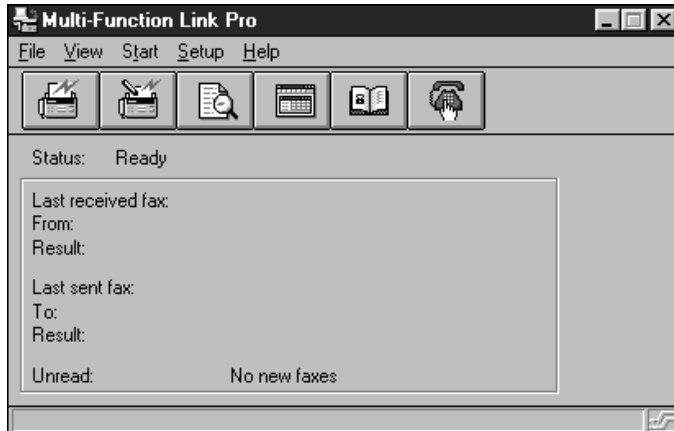 Multi-Function Link Pro
File View Start Setup Help
Status: Ready
Last received fax:
From:
Result:
Last sent fax:
To:
Result:
Unread: No new faxes